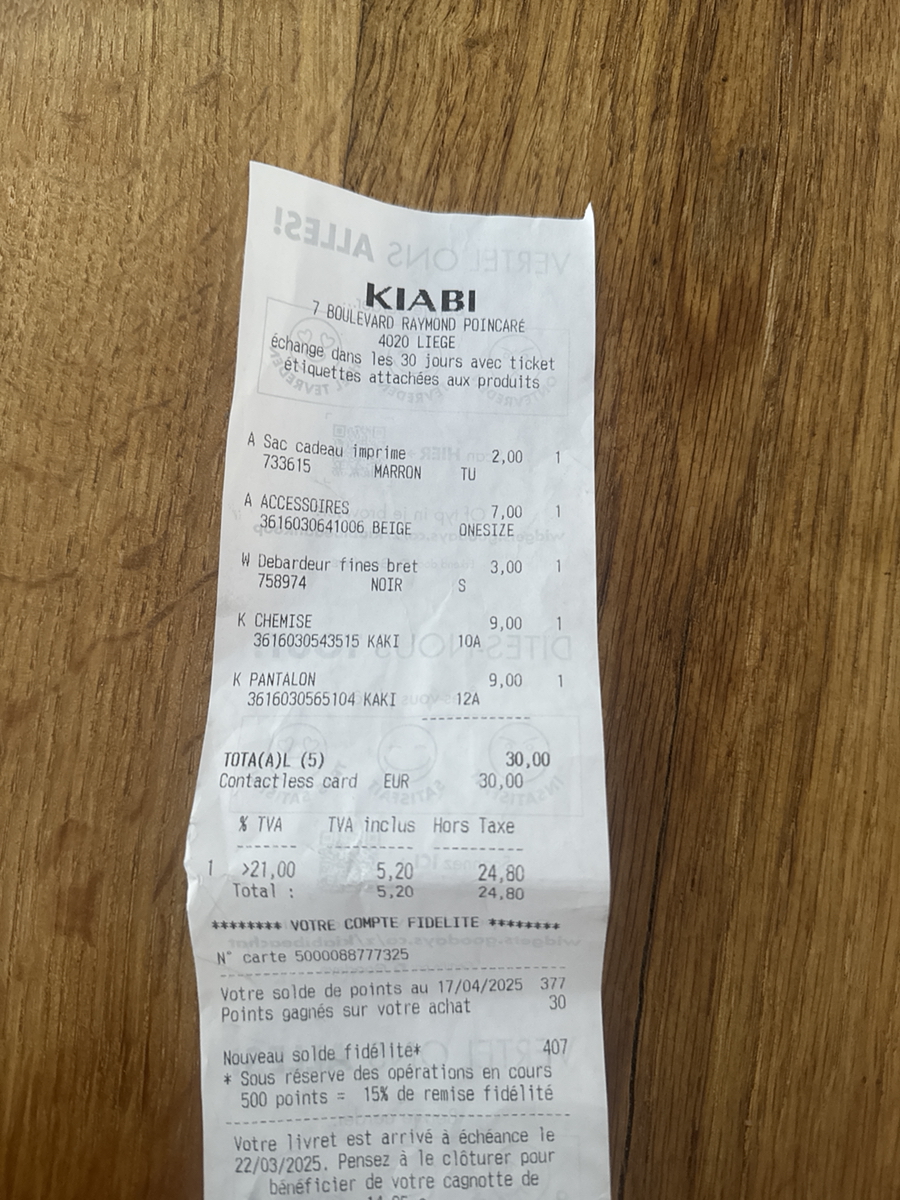 VERTEL ONS ALLES!
KIABI
7 BOULEVARD RAYMOND POINCARÉ
4020 LIEGE
échange dans les 30 jours avec ticket
étiquettes attachées aux produits
A Sac cadeau imprime 2,00 1
733615 MARRON TU
A ACCESSOIRES 7,00 1
3616030641006 BEIGE ONESIZE
W Debardeur fines bret 3,00 1
758974 NOIR S
K CHEMISE 9,00 1
3616030543515 KAKI 10A
K PANTALON 9,00 1
3616030565104 KAKI 12A
------------
TOTA(A)L (5) 30,00
Contactless card EUR 30,00
% TVA TVA inclus Hors Taxe
------- ---------- ----------
1 >21,00 5,20 24,80
Total : 5,20 24,80
******** VOTRE COMPTE FIDELITE ********
N° carte 5000088777325
Votre solde de points au 17/04/2025 377
Points gagnés sur votre achat 30
Nouveau solde fidélité* 407
* Sous réserve des opérations en cours
500 points = 15% de remise fidélité
Votre livret est arrivé à échéance le
22/03/2025. Pensez à le clôturer pour
bénéficier de votre cagnotte de